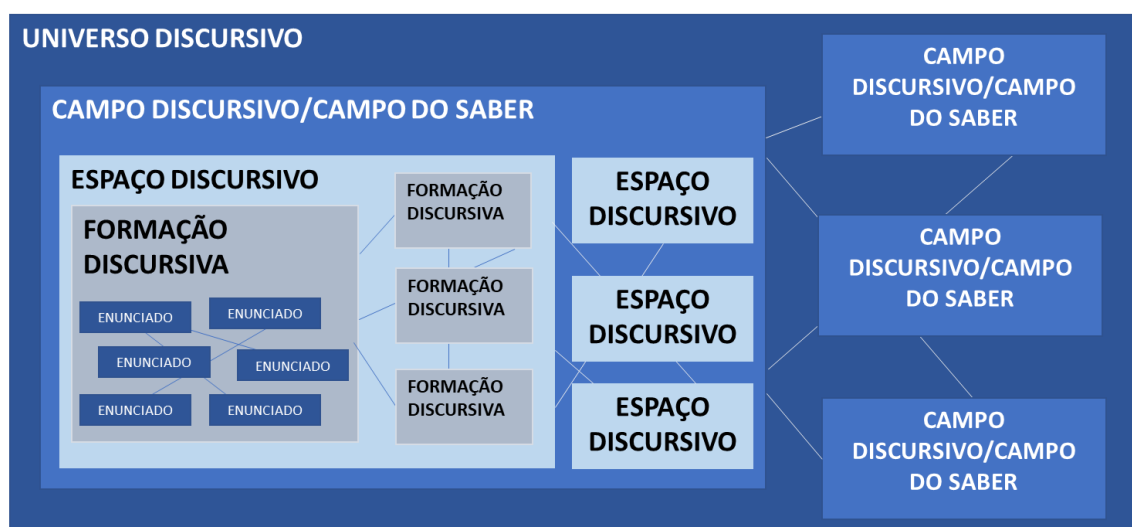 UNIVERSO DISCURSIVO
CAMPO DISCURSIVO/CAMPO DO SABER
ESPAÇO DISCURSIVO
FORMAÇÃO
DISCURSIVA
ENUNCIADO
ENUNCIADO
ENUNCIADO
ENUNCIADO
ENUNCIADO
ENUNCIADO
FORMAÇÃO
DISCURSIVA
FORMAÇÃO
DISCURSIVA
FORMAÇÃO
DISCURSIVA
ESPAÇO
DISCURSIVO
ESPAÇO
DISCURSIVO
ESPAÇO
DISCURSIVO
CAMPO
DISCURSIVO/CAMPO
DO SABER
CAMPO
DISCURSIVO/CAMPO
DO SABER
CAMPO
DISCURSIVO/CAMPO
DO SABER